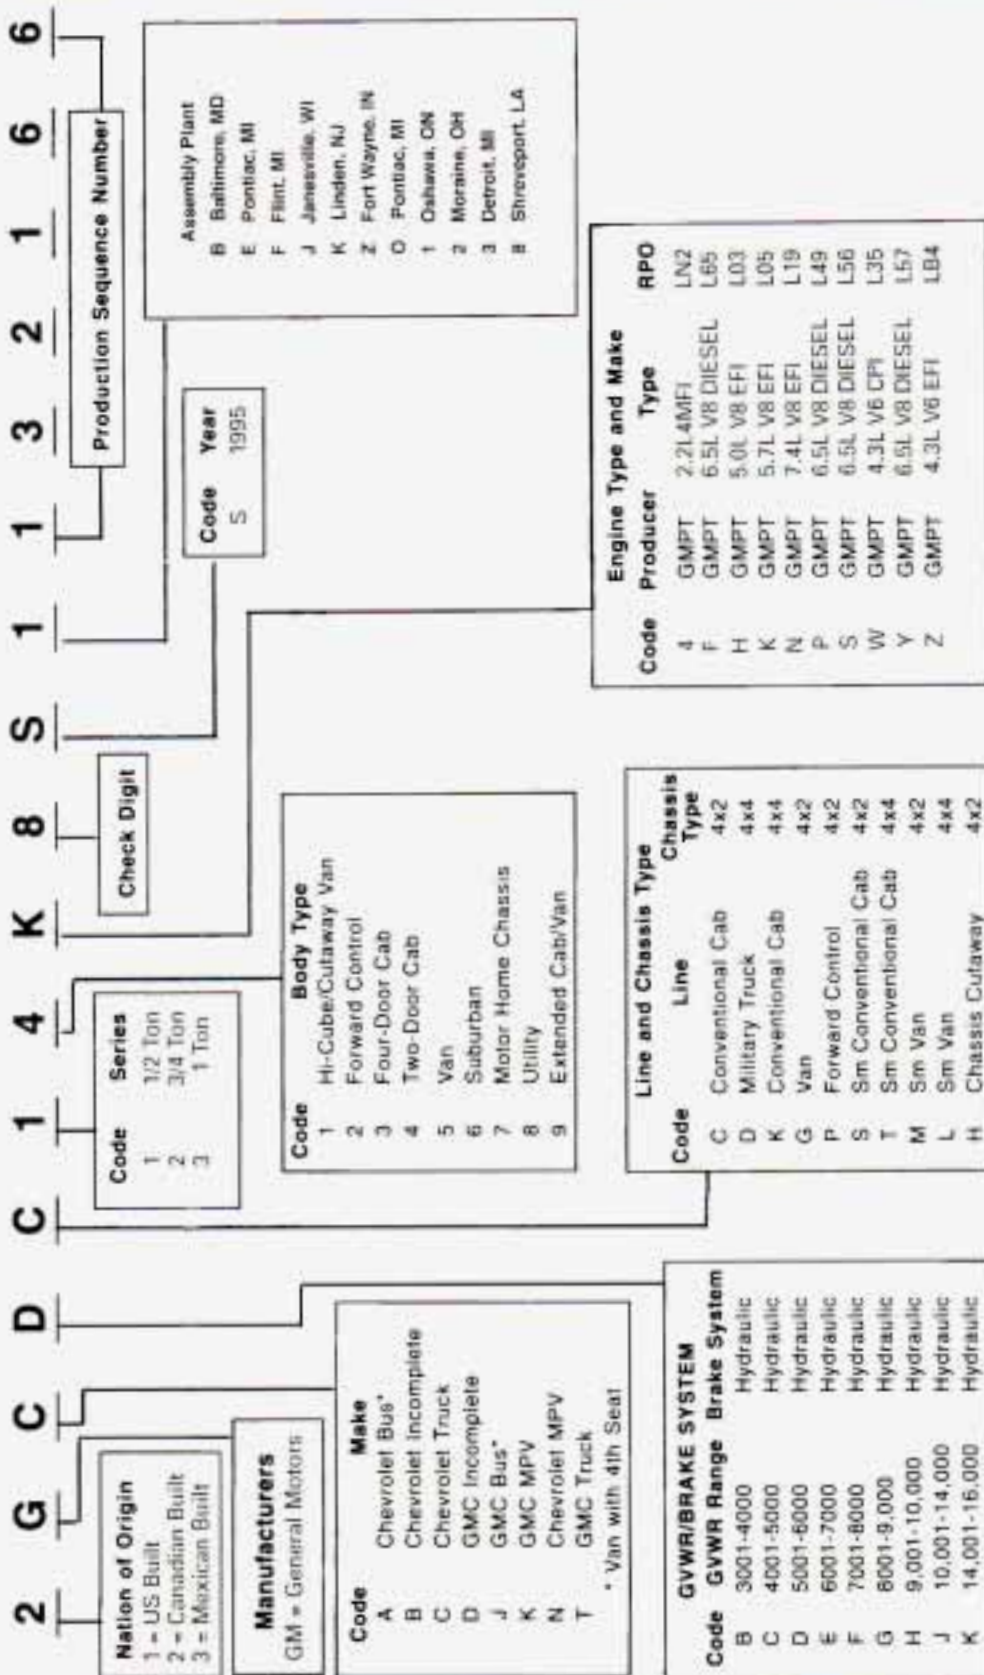 2 G C D C 1 4 K 8 S 1 1 3 2 1 6 6
Nation of Origin
1 = US Built
2 = Canadian Built
3 = Mexican Built
Manufacturers
GM = General Motors
Code Make
A Chevrolet Bus*
B Chevrolet Incomplete
C Chevrolet Truck
D GMC Incomplete
J GMC Bus*
K GMC MPV
N Chevrolet MPV
T GMC Truck
* Van with 4th Seat
GVWR/BRAKE SYSTEM
Code GVWR Range Brake System
B 3001-4000 Hydraulic
C 4001-5000 Hydraulic
D 5001-6000 Hydraulic
E 6001-7000 Hydraulic
F 7001-8000 Hydraulic
G 8001-9,000 Hydraulic
H 9,001-10,000 Hydraulic
J 10,001-14,000 Hydraulic
K 14,001-16,000 Hydraulic
Code Series
1 1/2 Ton
2 3/4 Ton
3 1 Ton
Code Body Type
1 Hi-Cube/Cutaway Van
2 Forward Control
3 Four-Door Cab
4 Two-Door Cab
5 Van
6 Suburban
7 Motor Home Chassis
8 Utility
9 Extended Cab/Van
Line and Chassis Type
Code Line Chassis Type
C Conventional Cab 4x2
D Military Truck 4x4
K Conventional Cab 4x4
G Van 4x2
P Forward Control 4x2
S Sm Conventional Cab 4x2
T Sm Conventional Cab 4x4
M Sm Van 4x2
L Sm Van 4x4
H Chassis Cutaway 4x2
Check Digit
Code Year
S 1995
Production Sequence Number
Assembly Plant
B Baltimore, MD
E Pontiac, MI
F Flint, MI
J Janesville, WI
K Linden, NJ
Z Fort Wayne, IN
O Pontiac, MI
1 Oshawa, ON
2 Moraine, OH
3 Detroit, MI
8 Shreveport, LA
Engine Type and Make
Code Producer Type RPO
4 GMPT 2.2L4MFI LN2
F GMPT 6.5L V8 DIESEL L65
H GMPT 5.0L V8 EFI L03
K GMPT 5.7L V8 EFI L05
N GMPT 7.4L V8 EFI L19
P GMPT 6.5L V8 DIESEL L49
S GMPT 6.5L V8 DIESEL L56
W GMPT 4.3L V6 CPI L35
Y GMPT 6.5L V8 DIESEL L57
Z GMPT 4.3L V6 EFI LB4